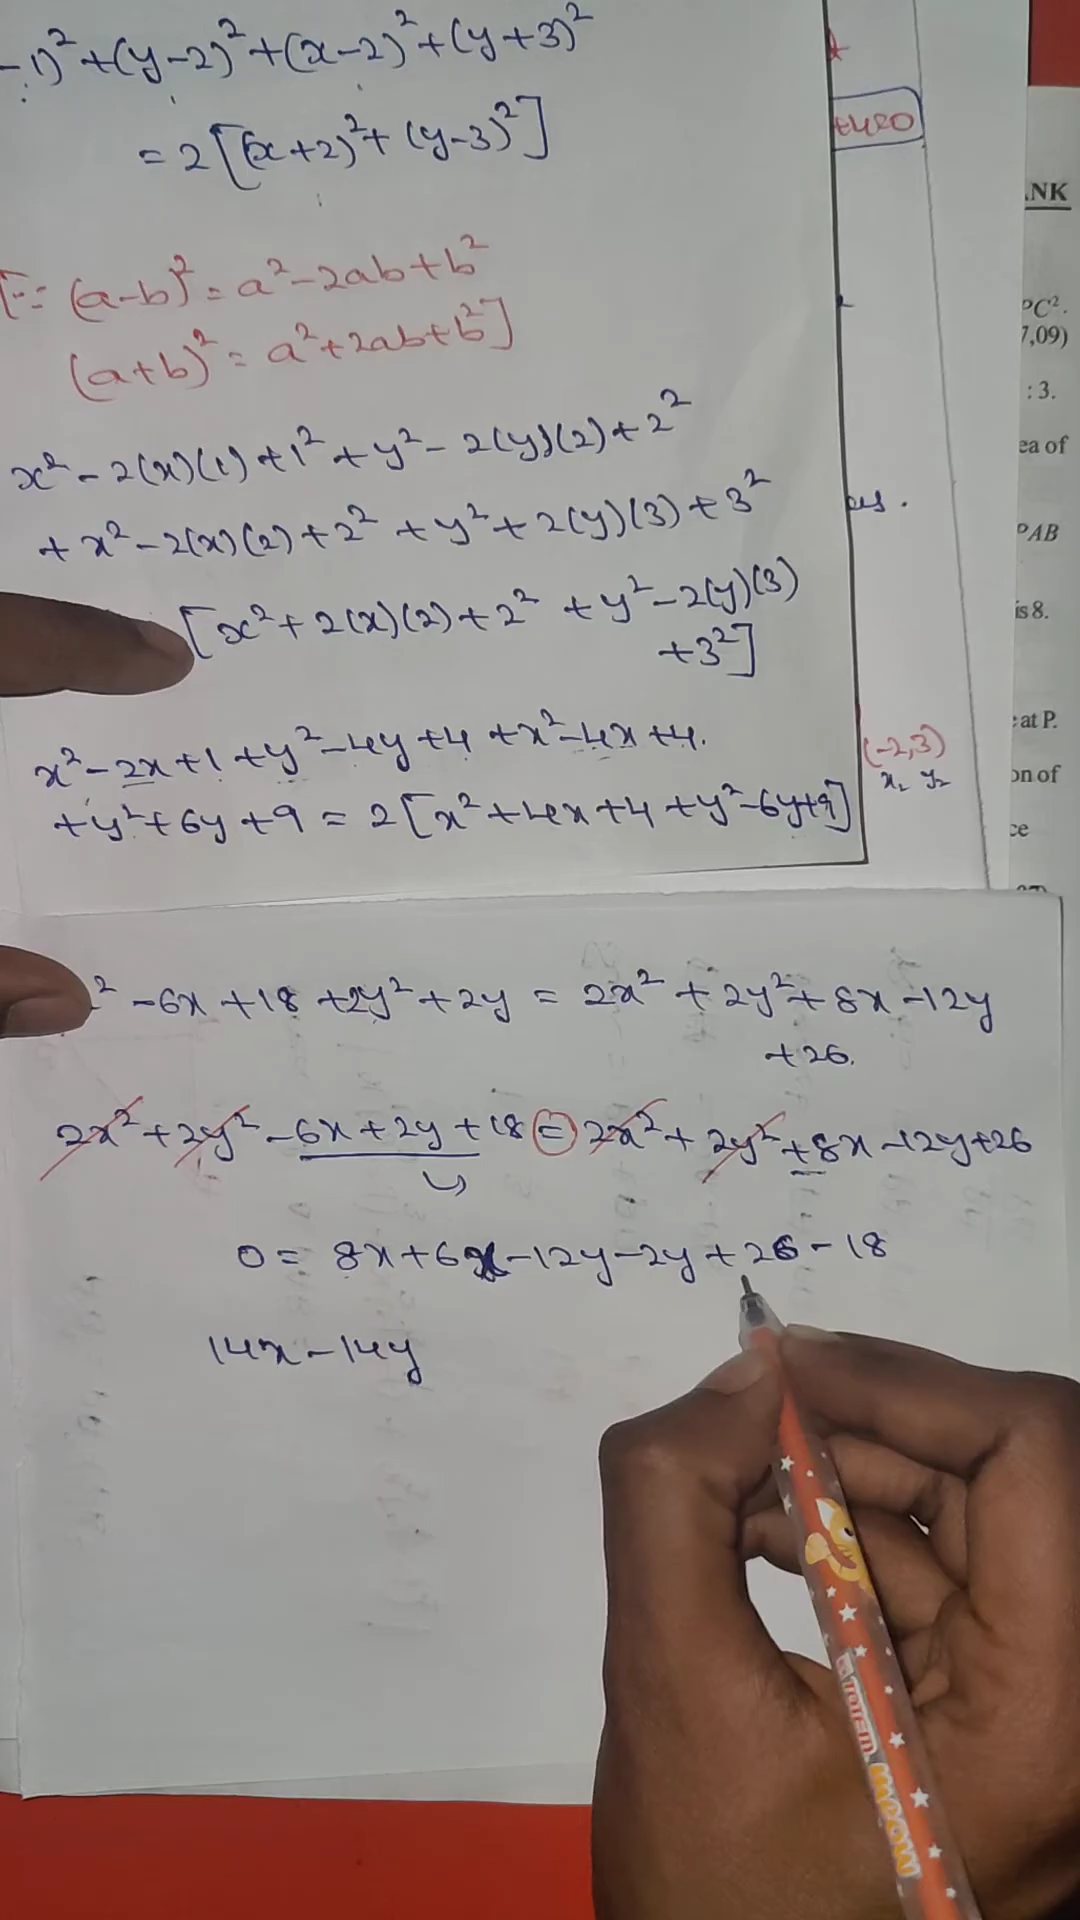 -1)² + (y-2)² + (x-2)² + (y+3)²
= 2[(x+2)² + (y-3)²]
[∵ (a-b)² = a² - 2ab + b²
(a+b)² = a² + 2ab + b²]
x² - 2(x)(1) + 1² + y² - 2(y)(2) + 2²
+ x² - 2(x)(2) + 2² + y² + 2(y)(3) + 3²
[x² + 2(x)(2) + 2² + y² - 2(y)(3)
+ 3²]
x² - 2x + 1 + y² - 4y + 4 + x² - 4x + 4.
+ y² + 6y + 9 = 2[x² + 4x + 4 + y² - 6y + 9]
² - 6x + 18 + 2y² + 2y = 2x² + 2y² + 8x - 12y
+ 26.
2x² + 2y² - 6x + 2y + 18 = 2x² + 2y² + 8x - 12y + 26
0 = 8x + 6x - 12y - 2y + 26 - 18
14x - 14y
(-2,3)
NK
PC².
7,09)
: 3.
ea of
PAB
is 8.
at P.
on of
ce
TOTEM MEOW